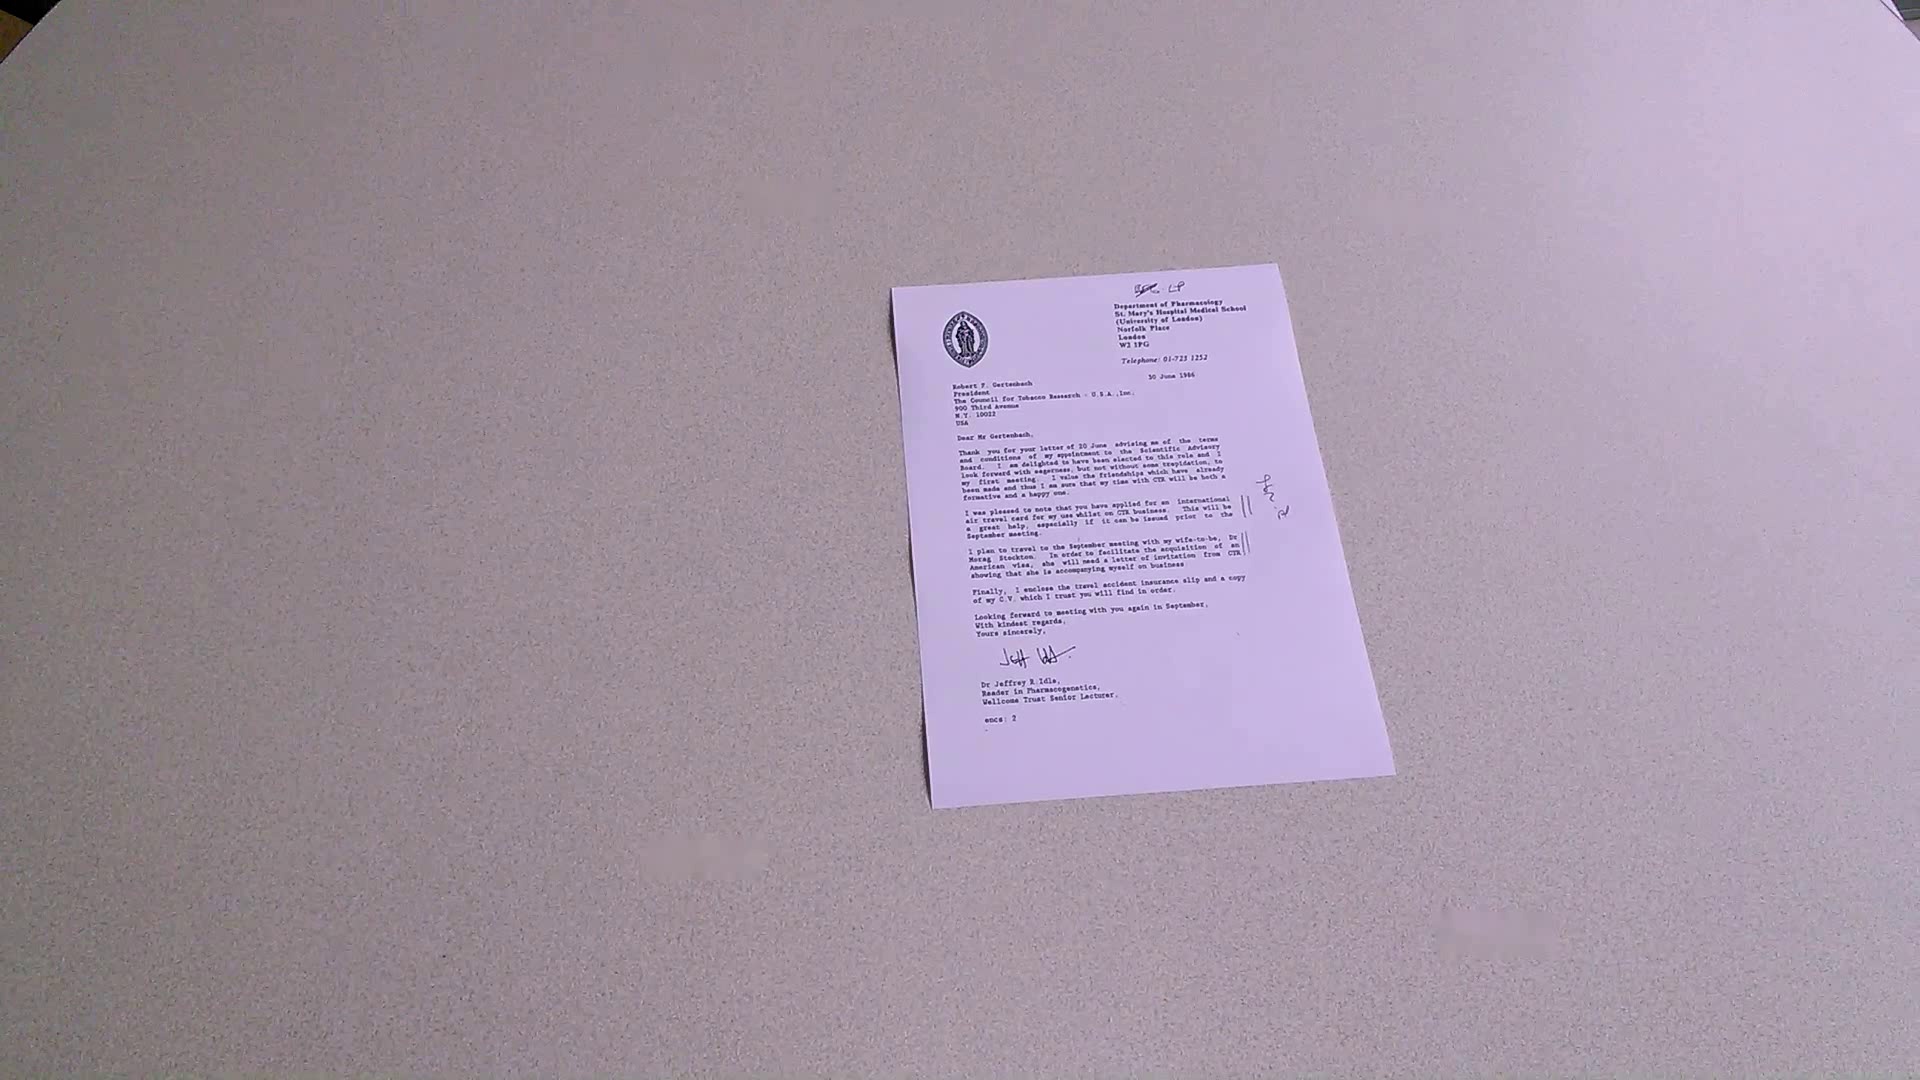 LP
Department of Pharmacology
St. Mary's Hospital Medical School
(University of London)
Norfolk Place
London
W2 1PG
Telephone: 01-723 1252
30 June 1986
Robert F. Gertenbach
President
The Council for Tobacco Research - U.S.A.,Inc.
900 Third Avenue
N.Y. 10022
USA
Dear Mr Gertenbach,
Thank you for your letter of 20 June advising me of the terms
and conditions of my appointment to the Scientific Advisory
Board. I am delighted to have been elected to this role and I
look forward with eagerness, but not without some trepidation, to
my first meeting. I value the friendships which have already
been made and thus I am sure that my time with CTR will be both a
formative and a happy one.
I was pleased to note that you have applied for an international
air travel card for my use whilst on CTR business. This will be
a great help, especially if it can be issued prior to the
September meeting.
I plan to travel to the September meeting with my wife-to-be, Dr
Morag Stockton. In order to facilitate the acquisition of an
American visa, she will need a letter of invitation from CTR
showing that she is accompanying myself on business.
Finally, I enclose the travel accident insurance slip and a copy
of my C.V. which I trust you will find in order.
Looking forward to meeting with you again in September,
With kindest regards,
Yours sincerely,
Dr Jeffrey R Idle,
Reader in Pharmacogenetics,
Wellcome Trust Senior Lecturer.
encs: 2